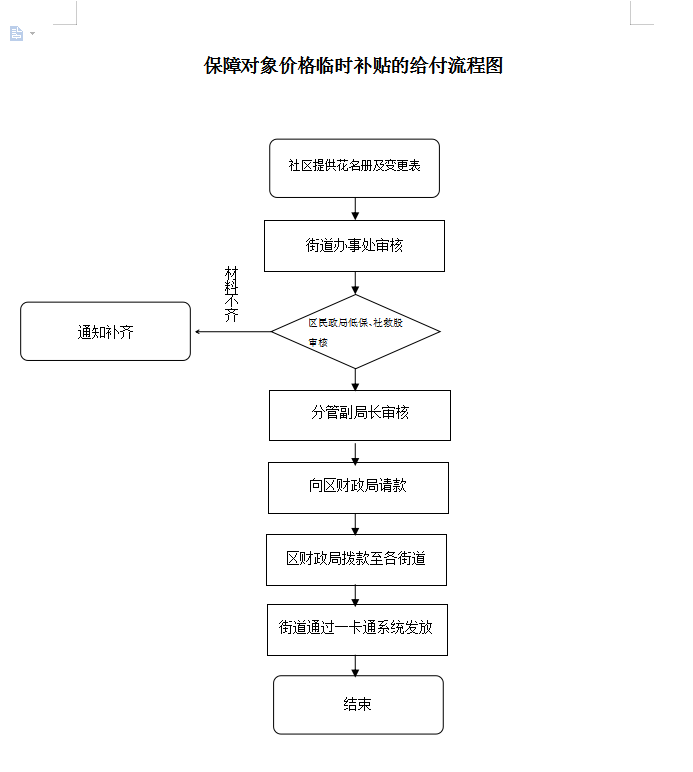 保障对象价格临时补贴的给付流程图
社区提供花名册及变更表
街道办事处审核
材料不齐
区民政局低保、社救股
审核
通知补齐
分管副局长审核
向区财政局请款
区财政局拨款至各街道
街道通过一卡通系统发放
结束